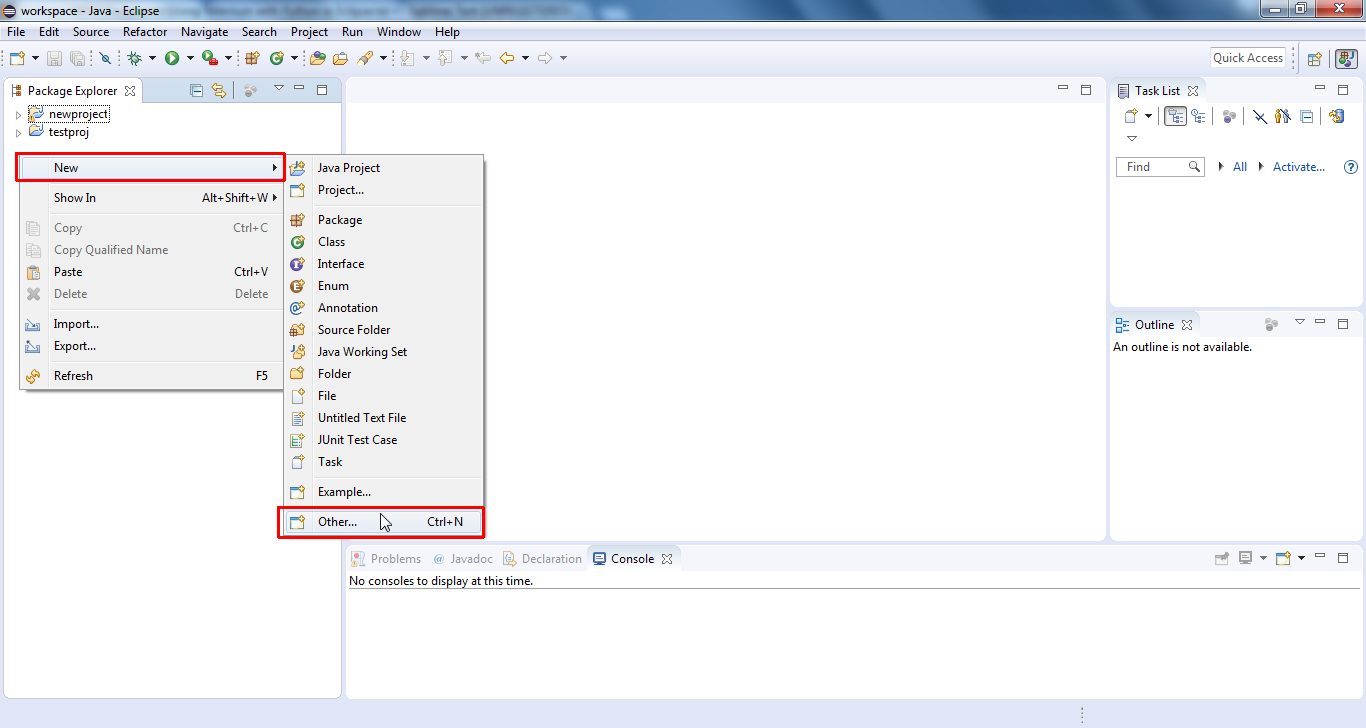 workspace - Java - Eclipse
File Edit Source Refactor Navigate Search Project Run Window Help
Quick Access
Package Explorer
newproject
testproj
New
Show In Alt+Shift+W
Copy Ctrl+C
Copy Qualified Name
Paste Ctrl+V
Delete Delete
Import...
Export...
Refresh F5
Java Project
Project...
Package
Class
Interface
Enum
Annotation
Source Folder
Java Working Set
Folder
File
Untitled Text File
JUnit Test Case
Task
Example...
Other... Ctrl+N
Task List
Find All Activate...
Outline
An outline is not available.
Problems @ Javadoc Declaration Console
No consoles to display at this time.